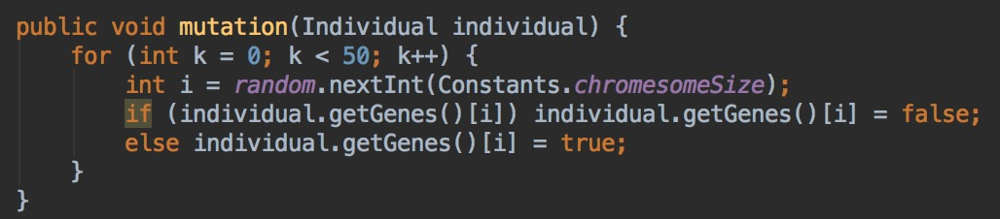 public void mutation(Individual individual) {
    for (int k = 0; k < 50; k++) {
        int i = random.nextInt(Constants.chromesomeSize);
        if (individual.getGenes()[i]) individual.getGenes()[i] = false;
        else individual.getGenes()[i] = true;
    }
}